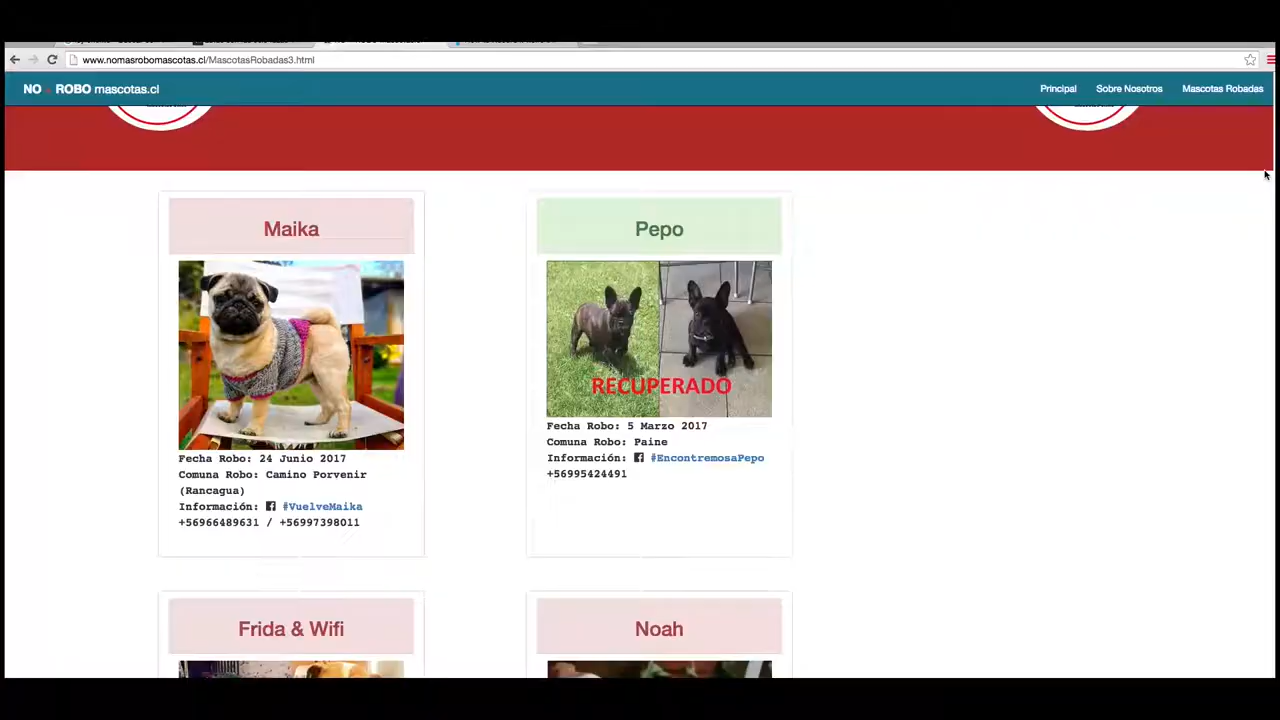 www.nomasrobomascotas.cl/MascotasRobadas3.html
NO ROBO mascotas.cl
Principal
Sobre Nosotros
Mascotas Robadas
Maika
Fecha Robo: 24 Junio 2017
Comuna Robo: Camino Porvenir
(Rancagua)
Información: #VuelveMaika
+56966489631 / +56997398011
Pepo
RECUPERADO
Fecha Robo: 5 Marzo 2017
Comuna Robo: Paine
Información: #EncontremosaPepo
+56995424491
Frida & Wifi
Noah